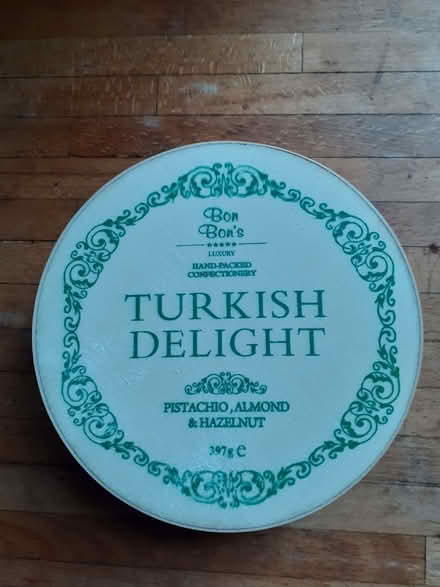 Bon
Bon's
LUXURY
HAND-PACKED
CONFECTIONERY
TURKISH
DELIGHT
PISTACHIO, ALMOND
& HAZELNUT
397g e